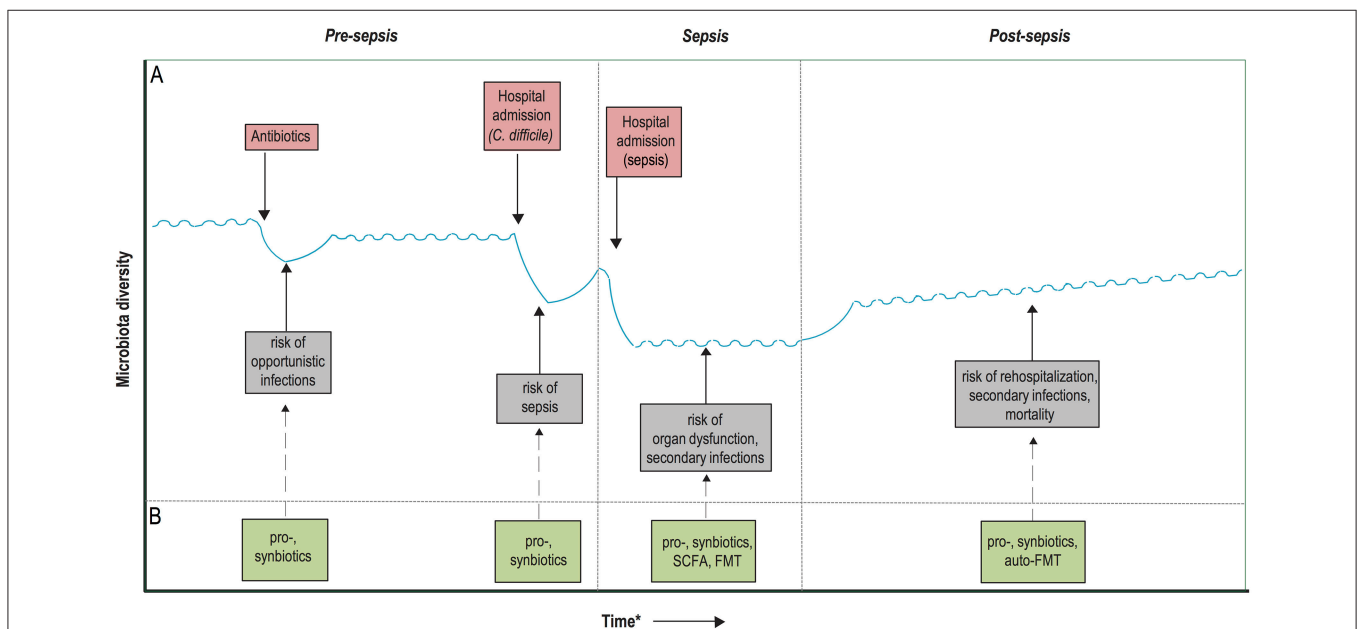 Pre-sepsis
Sepsis
Post-sepsis
A
Antibiotics
Hospital
admission
(C. difficile)
Hospital
admission
(sepsis)
Microbiota diversity
risk of
opportunistic
infections
risk of
sepsis
risk of
organ dysfunction,
secondary infections
risk of rehospitalization,
secondary infections,
mortality
B
pro-,
synbiotics
pro-,
synbiotics
pro-, synbiotics,
SCFA, FMT
pro-, synbiotics,
auto-FMT
Time*